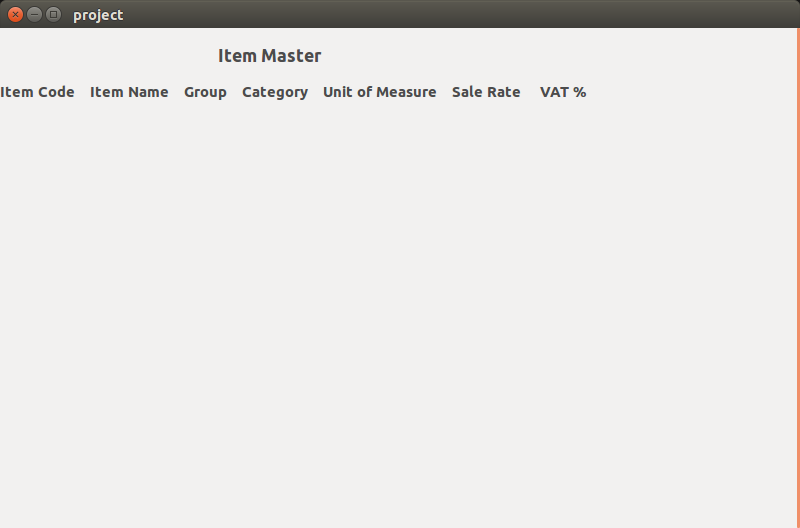 project
Item Master
Item Code Item Name Group Category Unit of Measure Sale Rate VAT %